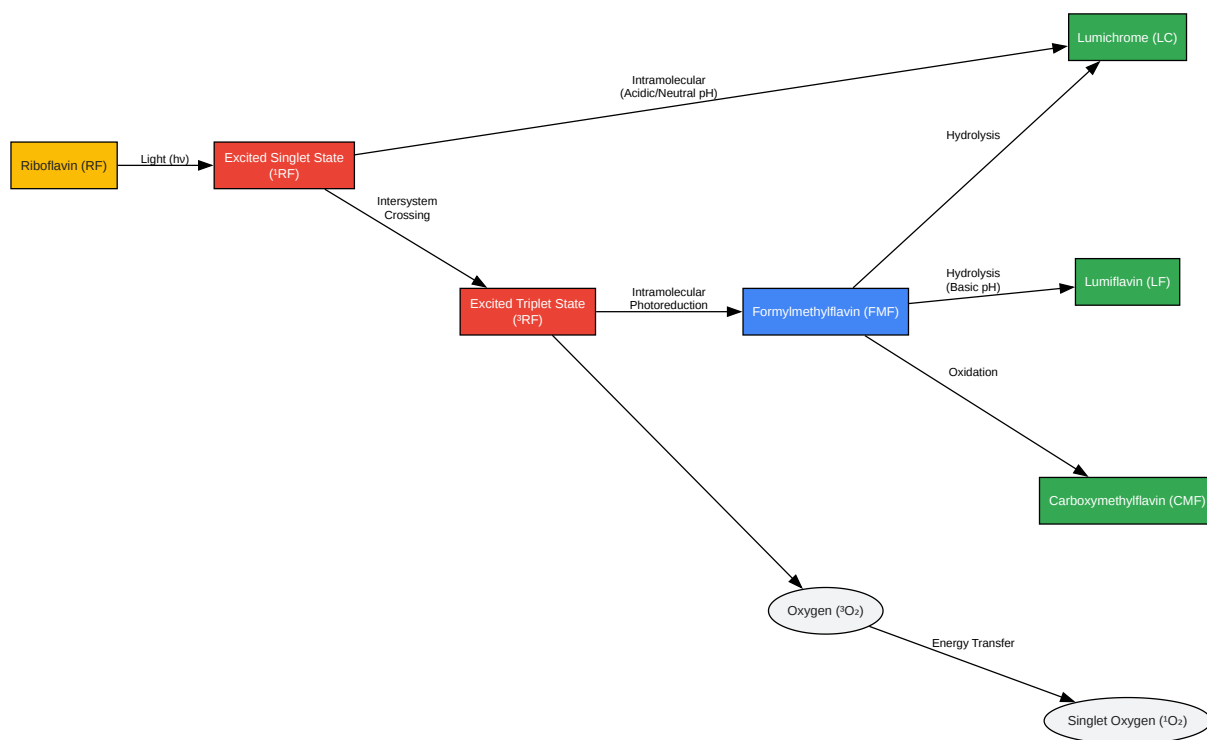 Lumichrome (LC)
Intramolecular
(Acidic/Neutral pH)
Hydrolysis
Riboflavin (RF)
Light (hν)
Excited Singlet State
(¹RF)
Intersystem
Crossing
Hydrolysis
(Basic pH)
Lumiflavin (LF)
Excited Triplet State
(³RF)
Intramolecular
Photoreduction
Formylmethylflavin (FMF)
Oxidation
Carboxymethylflavin (CMF)
Oxygen (³O₂)
Energy Transfer
Singlet Oxygen (¹O₂)